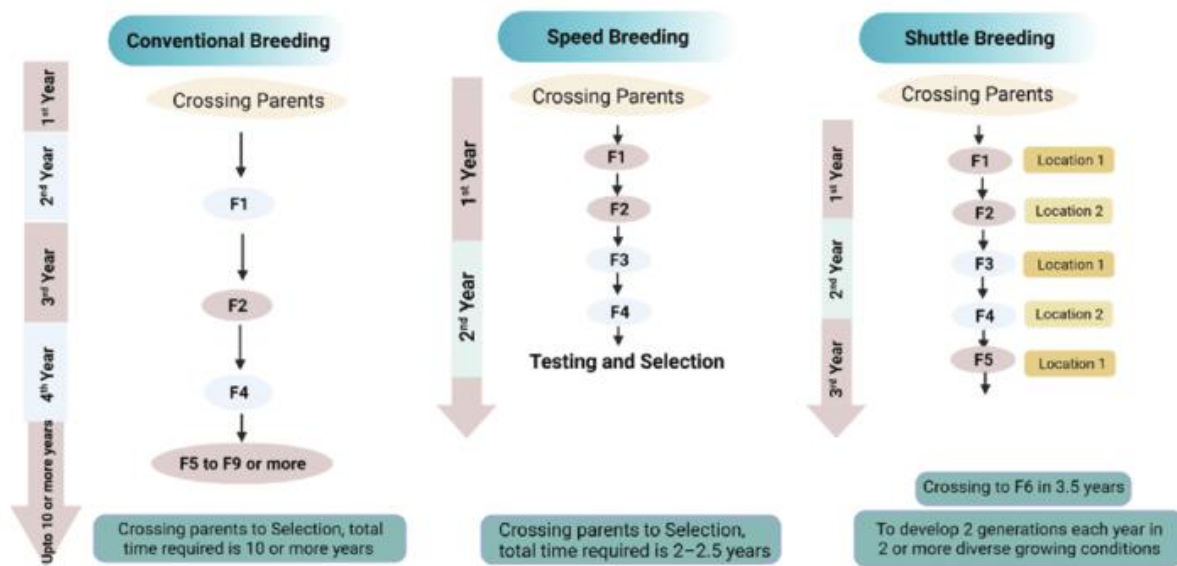 Conventional Breeding
1st Year
2nd Year
3rd Year
4th Year
Upto 10 or more years
Crossing Parents
F1
F2
F4
F5 to F9 or more
Crossing parents to Selection, total
time required is 10 or more years
Speed Breeding
1st Year
2nd Year
Crossing Parents
F1
F2
F3
F4
Testing and Selection
Crossing parents to Selection,
total time required is 2–2.5 years
Shuttle Breeding
1st Year
2nd Year
3rd Year
Crossing Parents
F1
Location 1
F2
Location 2
F3
Location 1
F4
Location 2
F5
Location 1
Crossing to F6 in 3.5 years
To develop 2 generations each year in
2 or more diverse growing conditions